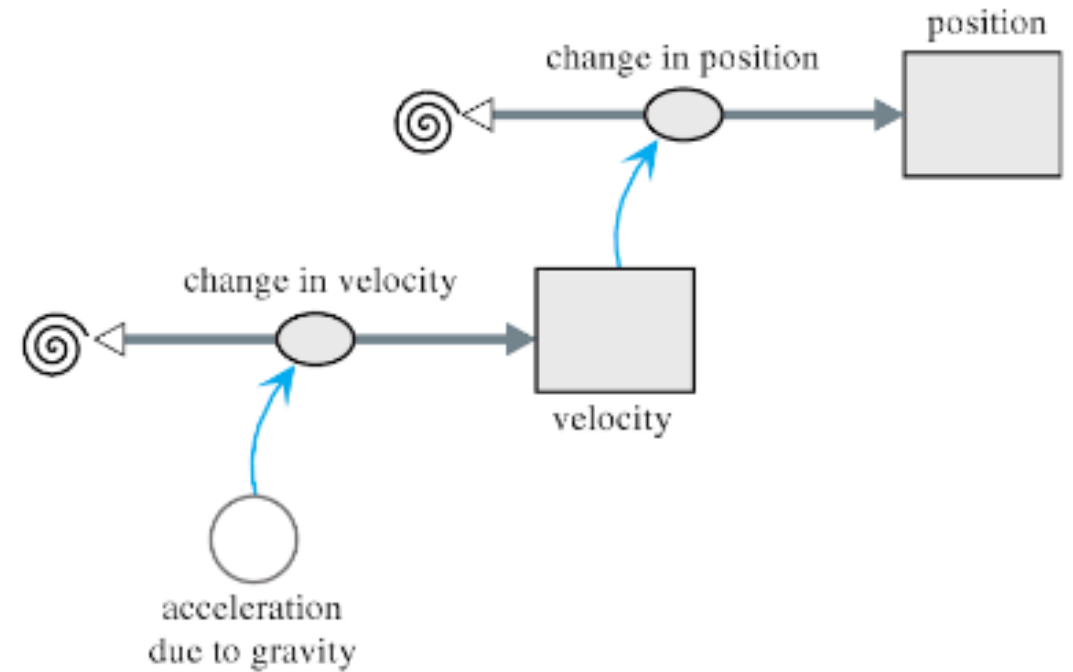 position
change in position
change in velocity
velocity
acceleration
due to gravity